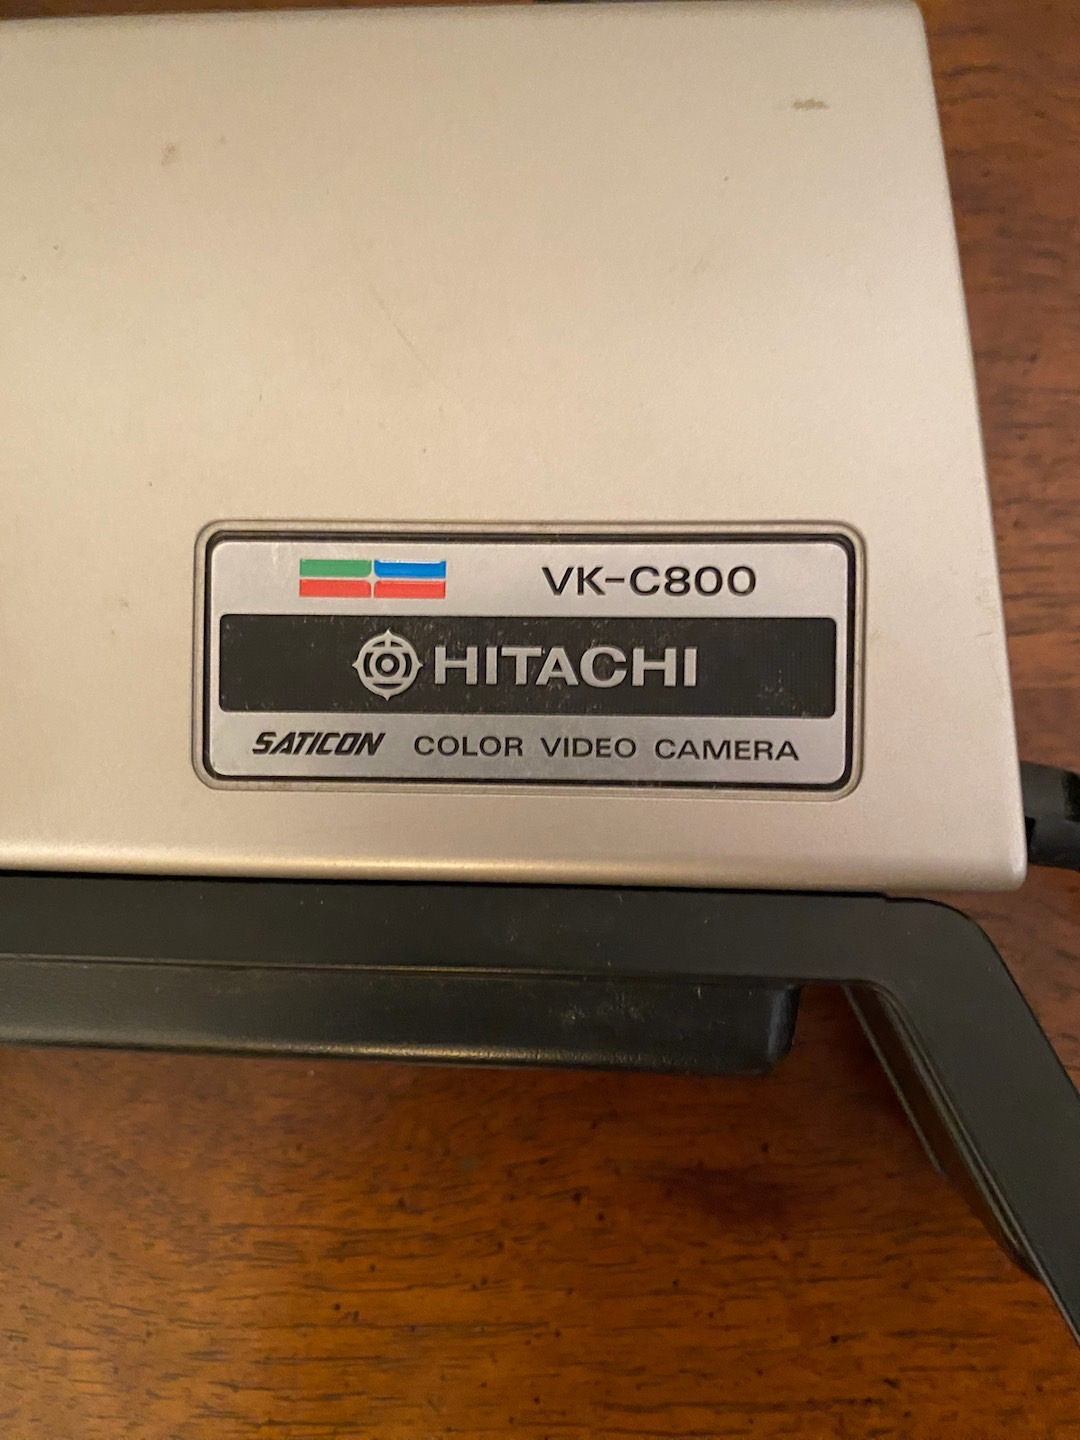 VK-C800
HITACHI
SATICON COLOR VIDEO CAMERA